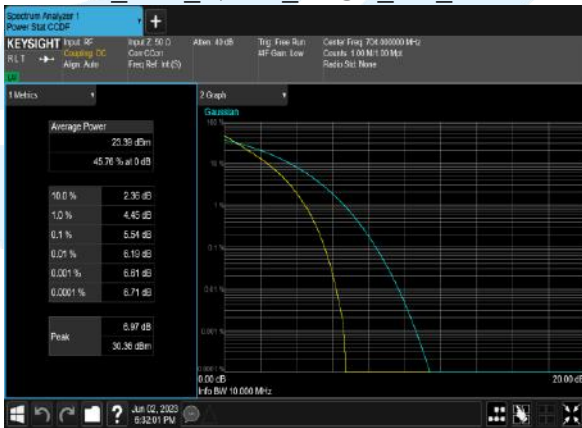 Spectrum Analyzer 1
Power Stat CCDF
+
KEYSIGHT
Input: RF
Coupling: DC
Align: Auto
Input Z: 50 Ω
Corr CCorr
Freq Ref: Int (S)
Atten: 40 dB
Trig: Free Run
#IF Gain: Low
Center Freq: 704.000000 MHz
Counts: 1.00 M/1.00 Mpt
Radio Std: None
R L T
1 Metrics
2 Graph
Gaussian
Average Power
23.39 dBm
45.76 % at 0 dB
10.0 % 2.36 dB
1.0 % 4.45 dB
0.1 % 5.54 dB
0.01 % 6.19 dB
0.001 % 6.61 dB
0.0001 % 6.71 dB
Peak
6.97 dB
30.36 dBm
100 %
10 %
1 %
0.1 %
0.01 %
0.001 %
0.0001 %
0.00 dB
20.00 dB
Info BW 10.000 MHz
?
Jun 02, 2023
6:32:01 PM